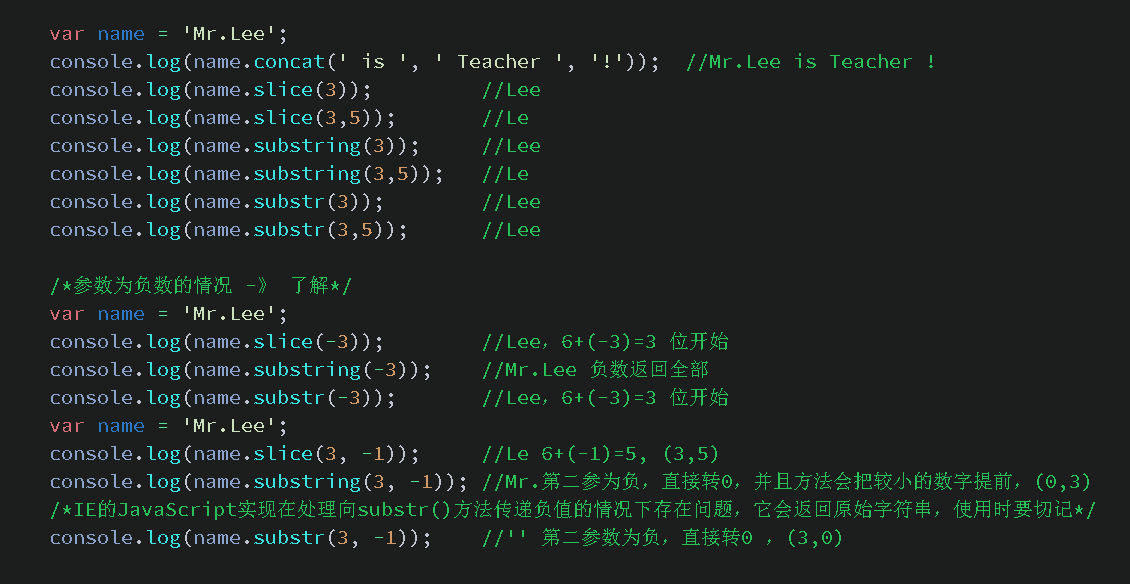 var name = 'Mr.Lee';
console.log(name.concat(' is ', ' Teacher ', '!'));  //Mr.Lee is Teacher !
console.log(name.slice(3));         //Lee
console.log(name.slice(3,5));       //Le
console.log(name.substring(3));     //Lee
console.log(name.substring(3,5));   //Le
console.log(name.substr(3));        //Lee
console.log(name.substr(3,5));      //Lee
/*参数为负数的情况 -》 了解*/
var name = 'Mr.Lee';
console.log(name.slice(-3));        //Lee，6+(-3)=3 位开始
console.log(name.substring(-3));    //Mr.Lee 负数返回全部
console.log(name.substr(-3));       //Lee，6+(-3)=3 位开始
var name = 'Mr.Lee';
console.log(name.slice(3, -1));     //Le 6+(-1)=5, (3,5)
console.log(name.substring(3, -1)); //Mr.第二参为负，直接转0，并且方法会把较小的数字提前，(0,3)
/*IE的JavaScript实现在处理向substr()方法传递负值的情况下存在问题，它会返回原始字符串，使用时要切记*/
console.log(name.substr(3, -1));    //'' 第二参数为负，直接转0 ，(3,0)